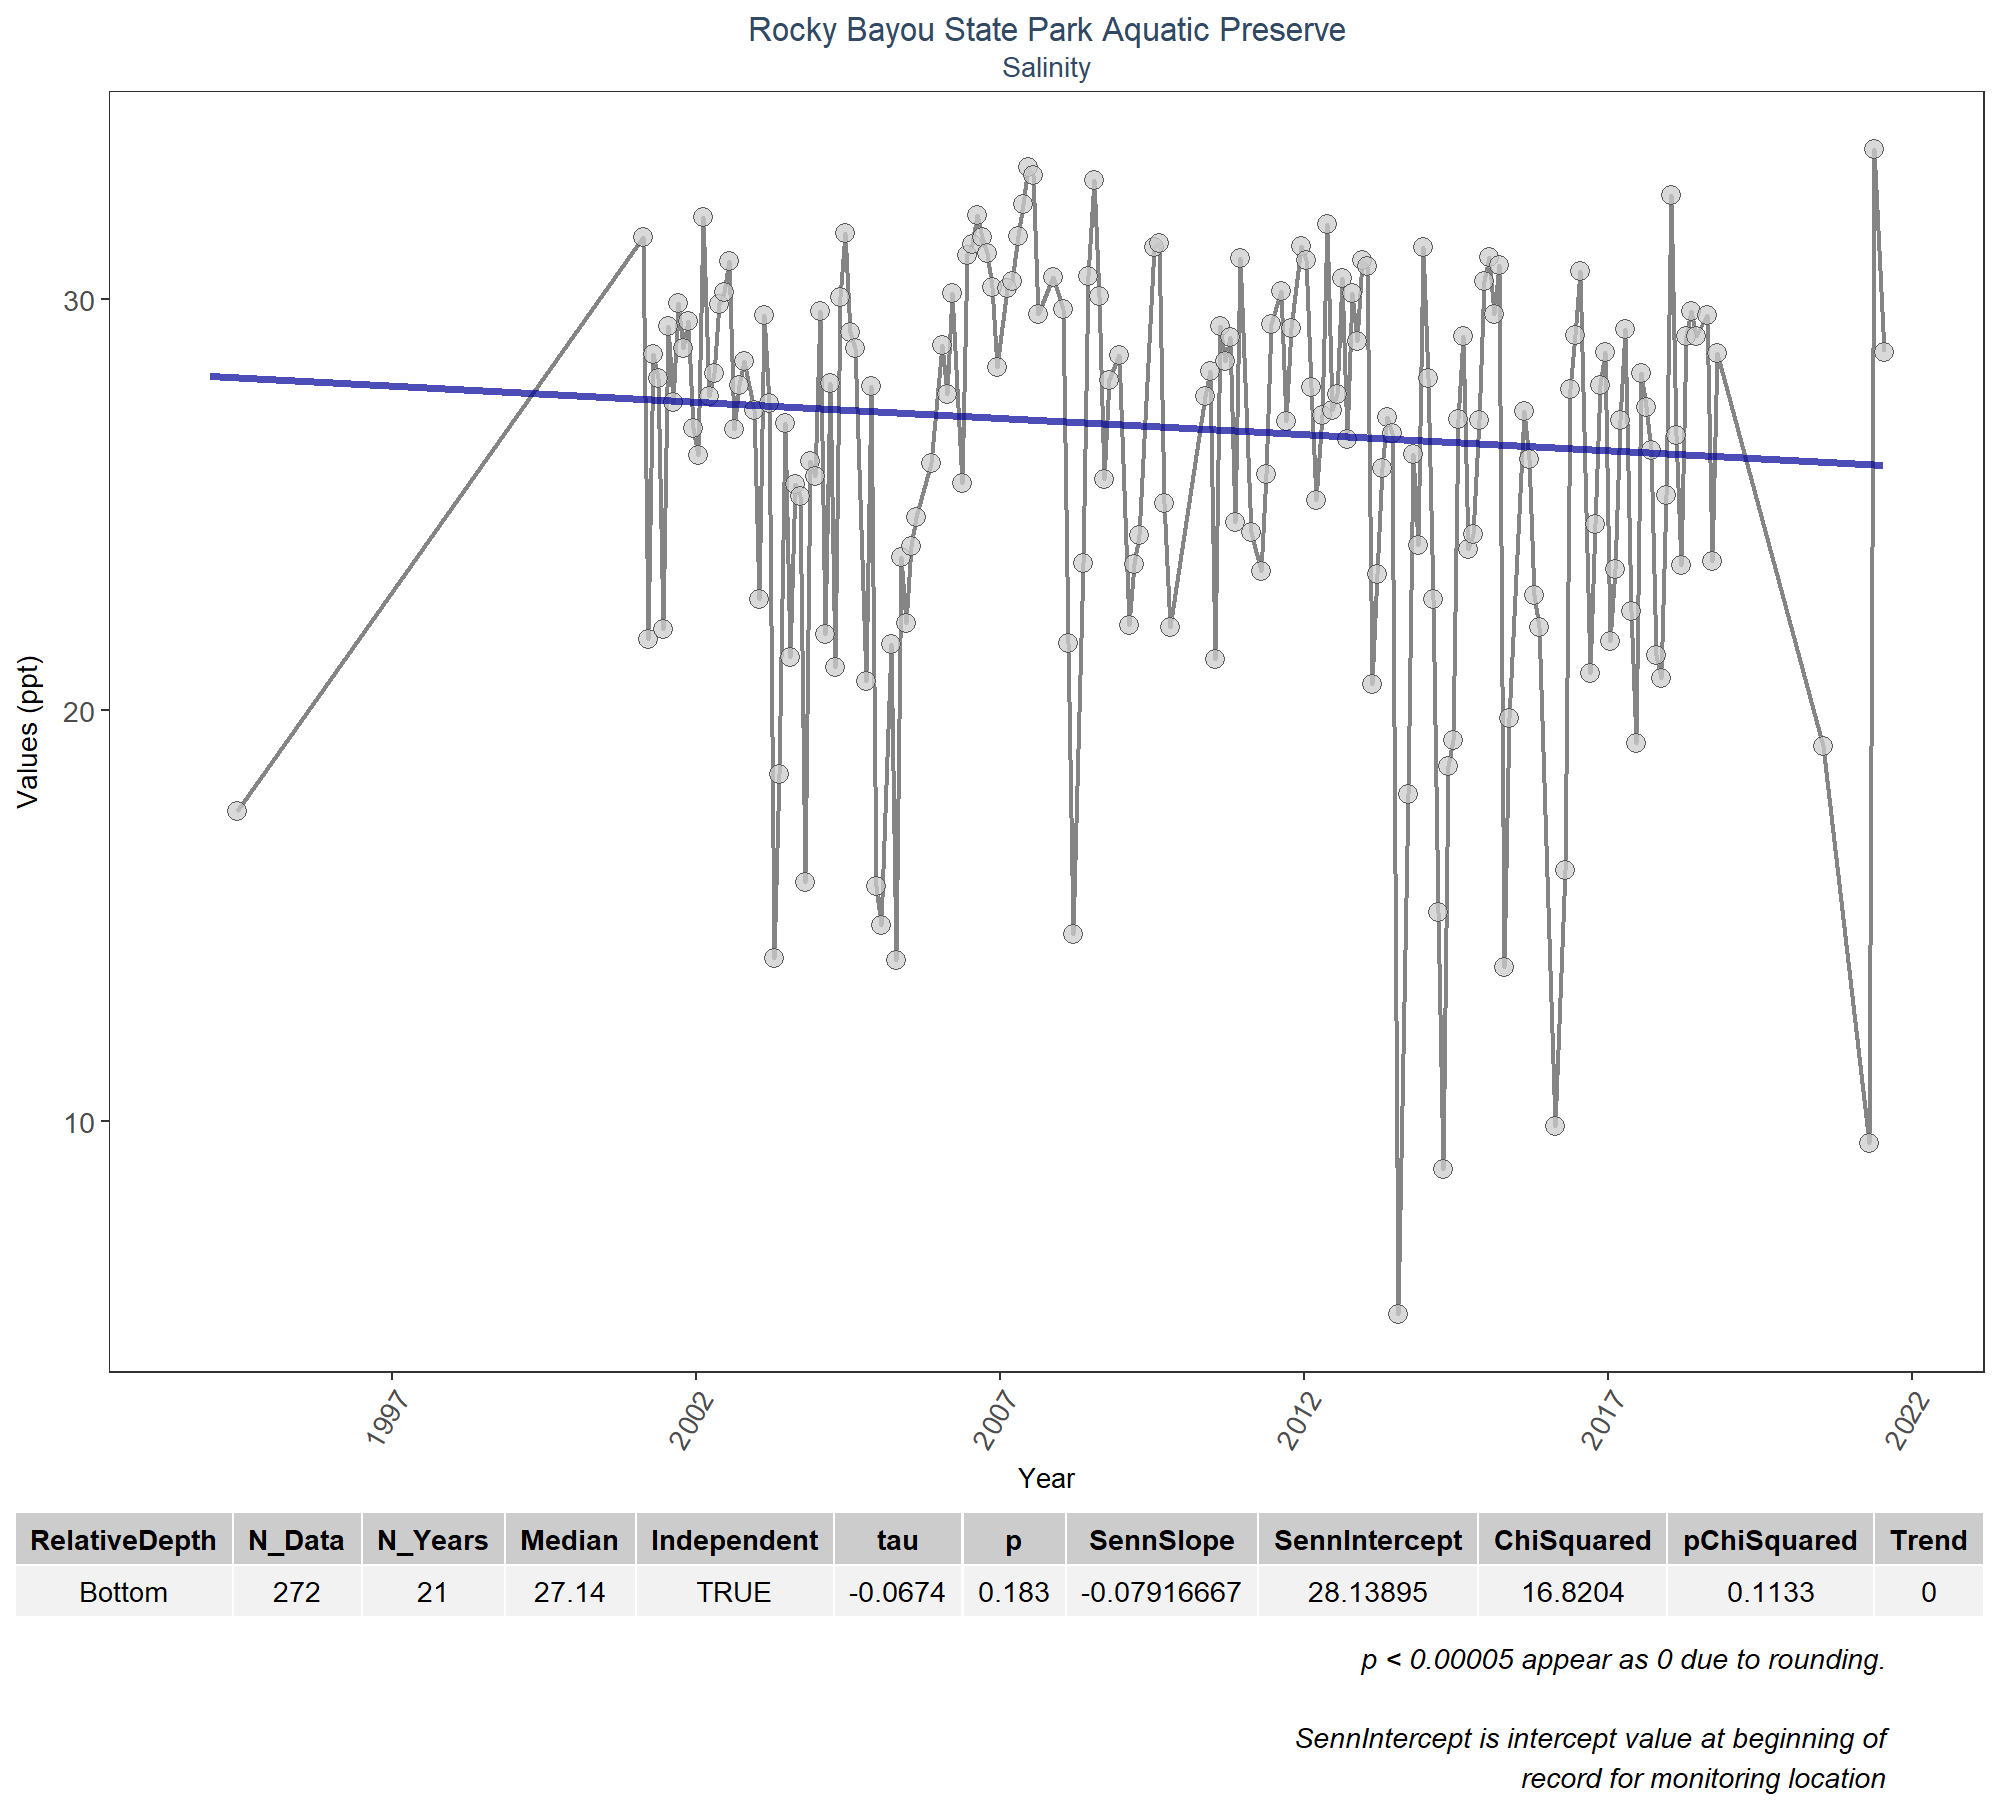 Rocky Bayou State Park Aquatic Preserve
Salinity
Values (ppt)
30
20
10
1997 2002 2007 2012 2017 2022
Year
RelativeDepth N_Data N_Years Median Independent tau p SennSlope SennIntercept ChiSquared pChiSquared Trend
Bottom 272 21 27.14 TRUE -0.0674 0.183 -0.07916667 28.13895 16.8204 0.1133 0
p < 0.00005 appear as 0 due to rounding.
SennIntercept is intercept value at beginning of
record for monitoring location